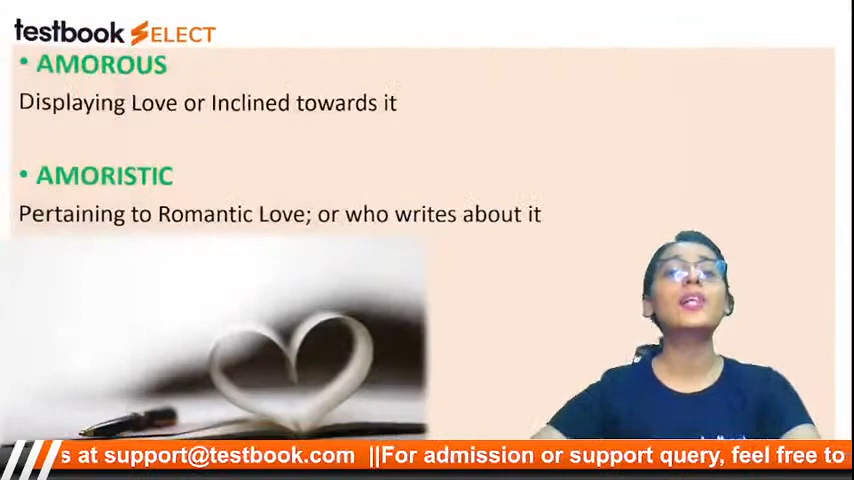 testbook SELECT
• AMOROUS
Displaying Love or Inclined towards it
• AMORISTIC
Pertaining to Romantic Love; or who writes about it
s at support@testbook.com ||For admission or support query, feel free to